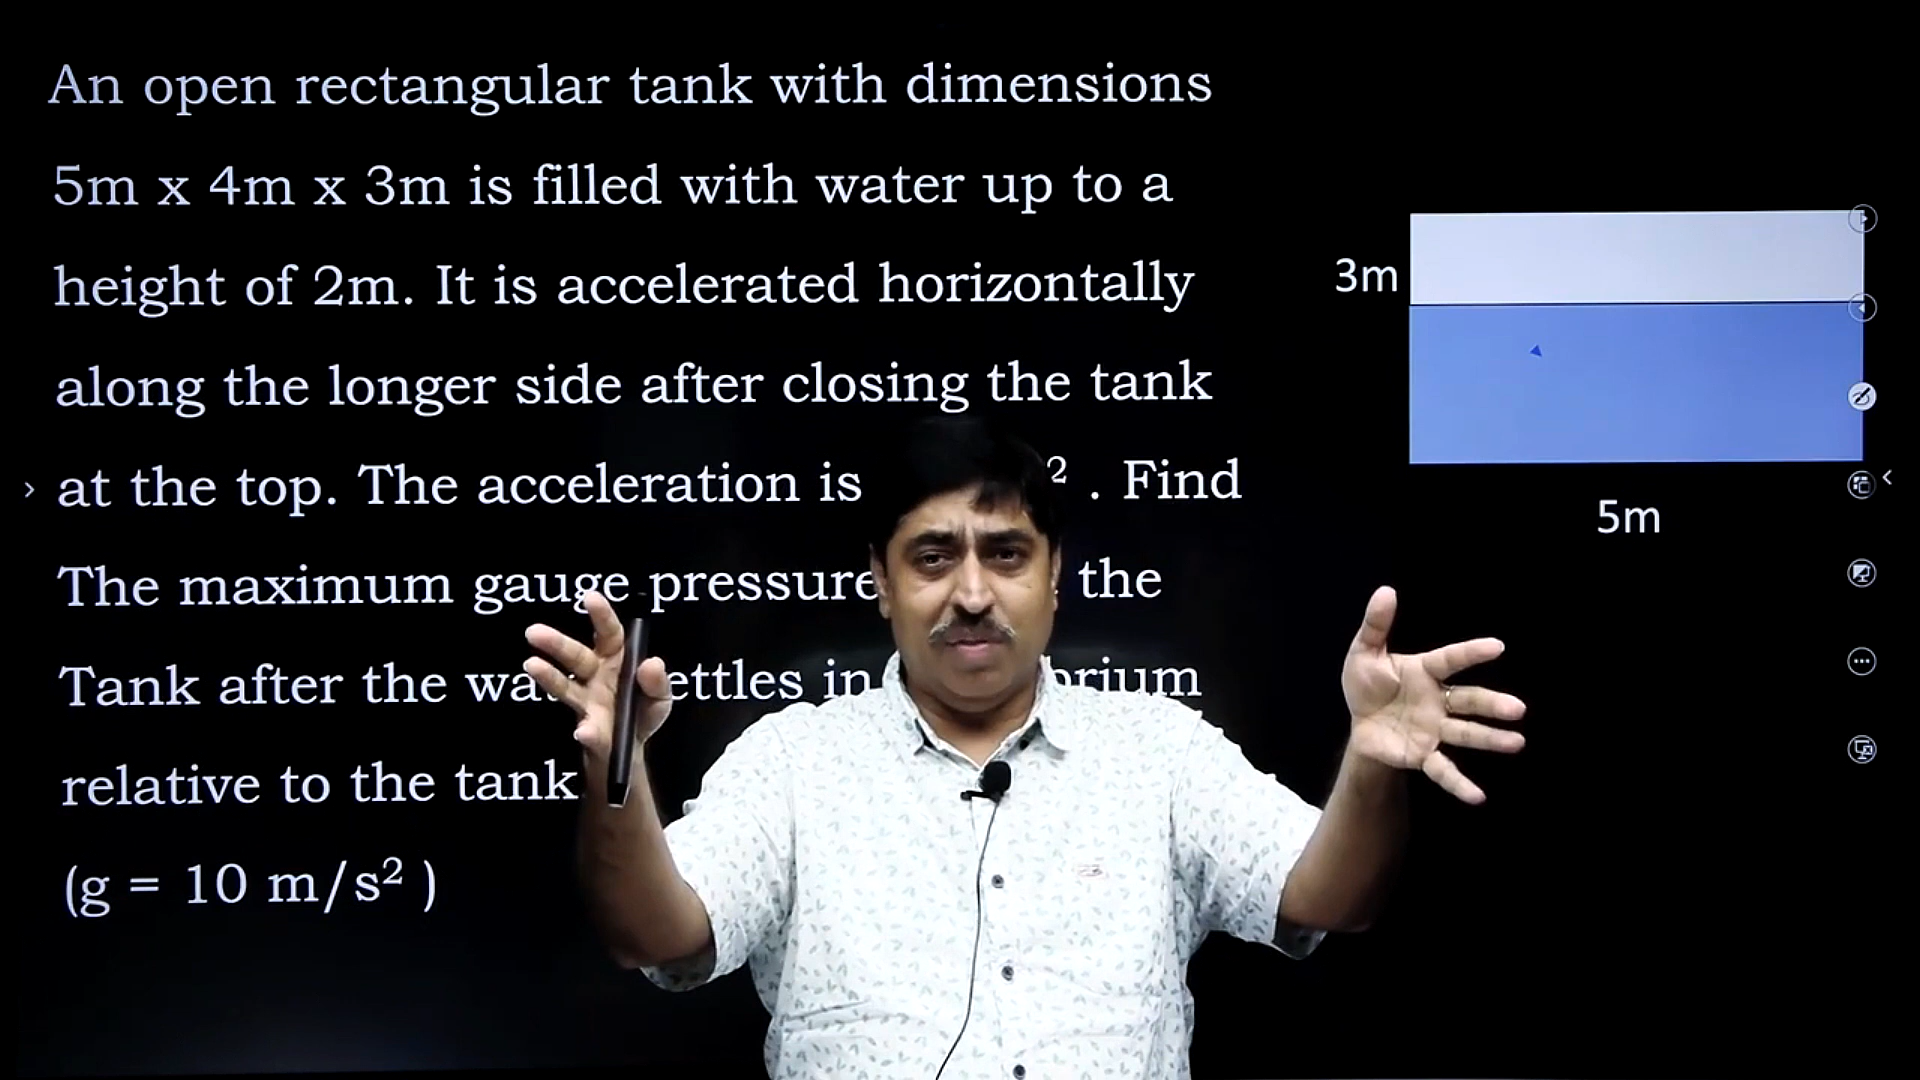 An open rectangular tank with dimensions
5m x 4m x 3m is filled with water up to a
height of 2m. It is accelerated horizontally
along the longer side after closing the tank
at the top. The acceleration is ² . Find
The maximum gauge pressure the
Tank after the in
relative to the tank
(g = 10 m/s² )
3m
5m